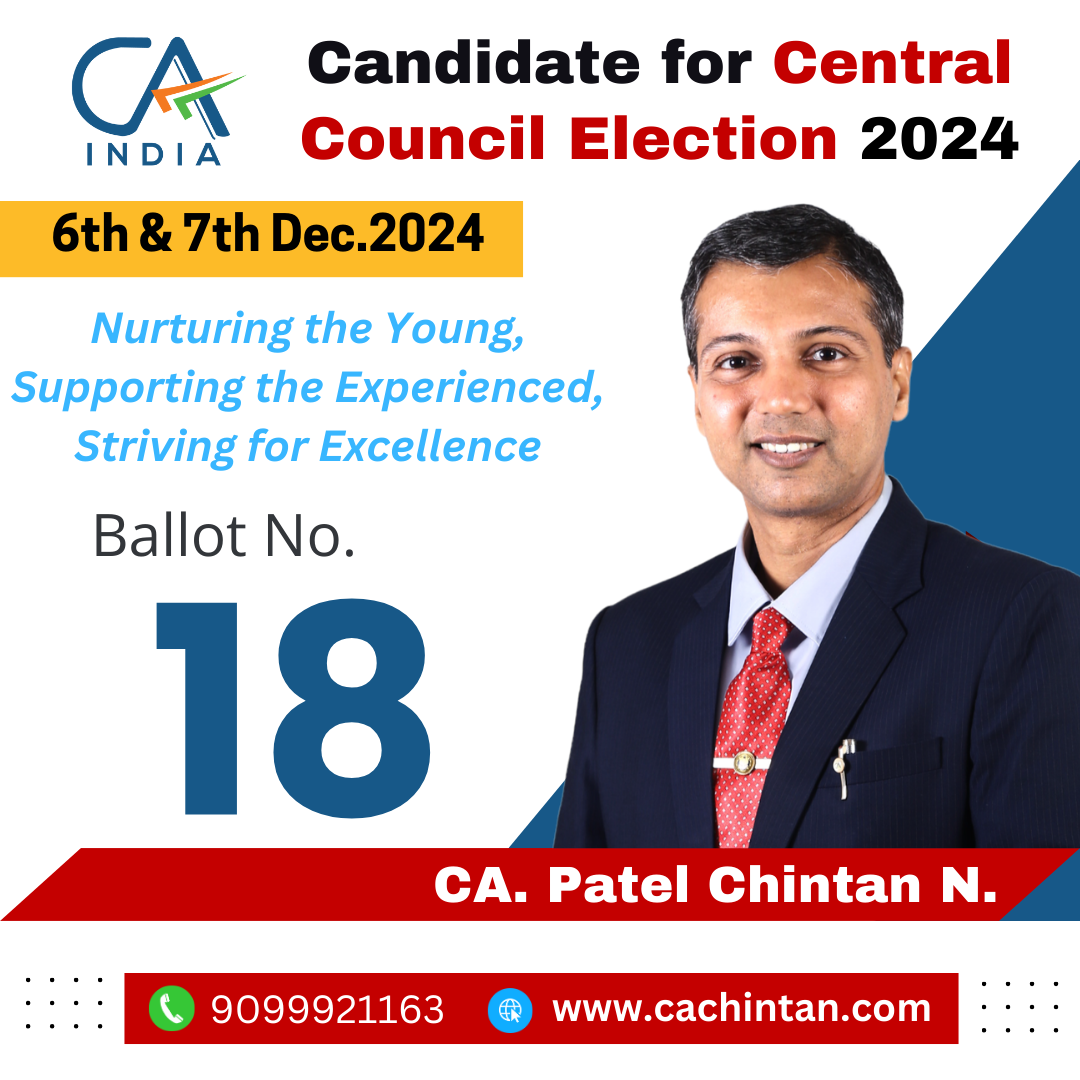 CA
INDIA
Candidate for Central
Council Election 2024
6th & 7th Dec.2024
Nurturing the Young,
Supporting the Experienced,
Striving for Excellence
Ballot No.
18
CA. Patel Chintan N.
9099921163
www.cachintan.com